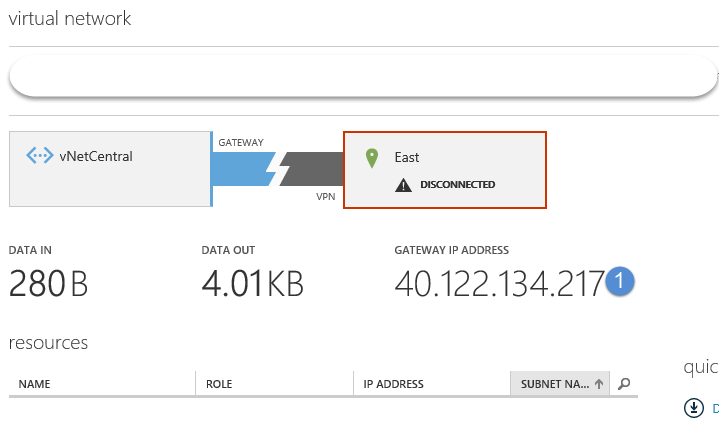 virtual network
GATEWAY
vNetCentral
East
DISCONNECTED
VPN
DATA IN
DATA OUT
GATEWAY IP ADDRESS
280 B
4.01 KB
40.122.134.217
1
resources
quic
NAME
ROLE
IP ADDRESS
SUBNET NA...
D